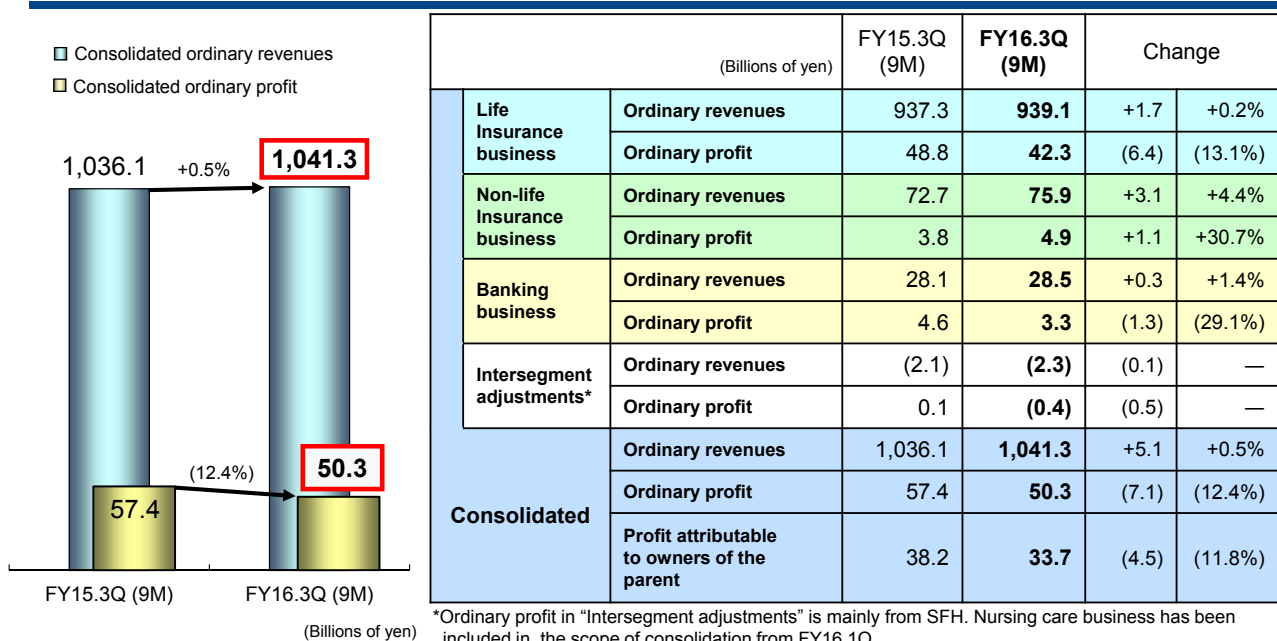 Consolidated ordinary revenues
Consolidated ordinary profit
1,036.1 +0.5% 1,041.3
(12.4%) 50.3
57.4
FY15.3Q (9M) FY16.3Q (9M)
(Billions of yen)
(Billions of yen) FY15.3Q (9M) FY16.3Q (9M) Change
Life Insurance business Ordinary revenues 937.3 939.1 +1.7 +0.2%
Ordinary profit 48.8 42.3 (6.4) (13.1%)
Non-life Insurance business Ordinary revenues 72.7 75.9 +3.1 +4.4%
Ordinary profit 3.8 4.9 +1.1 +30.7%
Banking business Ordinary revenues 28.1 28.5 +0.3 +1.4%
Ordinary profit 4.6 3.3 (1.3) (29.1%)
Intersegment adjustments* Ordinary revenues (2.1) (2.3) (0.1) —
Ordinary profit 0.1 (0.4) (0.5) —
Consolidated Ordinary revenues 1,036.1 1,041.3 +5.1 +0.5%
Ordinary profit 57.4 50.3 (7.1) (12.4%)
Profit attributable to owners of the parent 38.2 33.7 (4.5) (11.8%)
*Ordinary profit in “Intersegment adjustments” is mainly from SFH. Nursing care business has been
included in the scope of consolidation from FY16.1Q